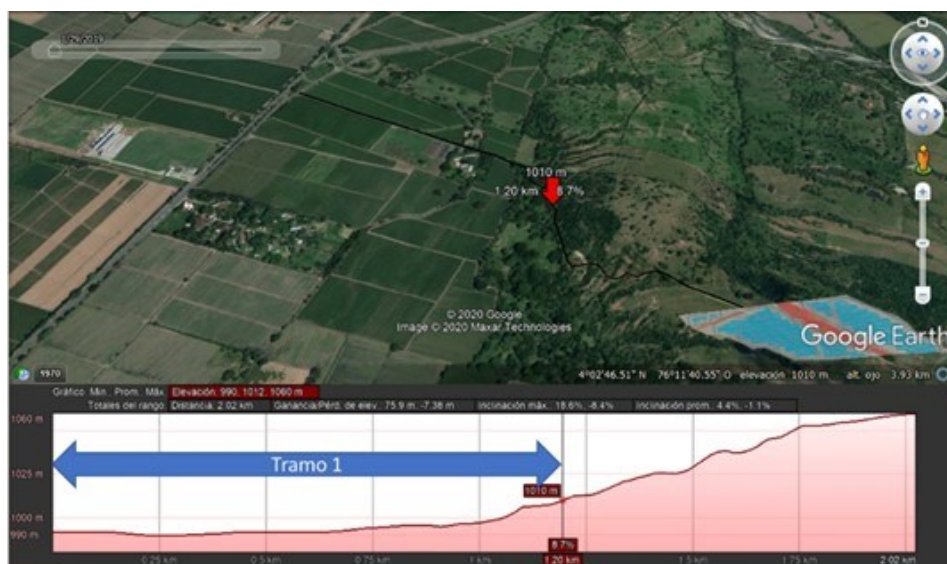 1/29/2019
1010 m
1.20 km 8.7%
© 2020 Google
Image © 2020 Maxar Technologies
Google Earth
1970
4°02'46.51" N 76°11'40.55" O elevación 1010 m alt. ojo 3.93 km
Gráfico Mín. Prom. Máx. Elevación: 990, 1012, 1060 m
Totales del rango: Distancia: 2.02 km Ganancia/Pérd. de elev.: 75.9 m, -7.38 m Inclinación máx.: 18.6%, -8.4% Inclinación prom.: 4.4%, -1.1%
1060 m
Tramo 1
1025 m
1010 m
1000 m
990 m
8.7%
0.25 km 0.5 km 0.75 km 1 km 1.20 km 1.5 km 1.75 km 2.02 km